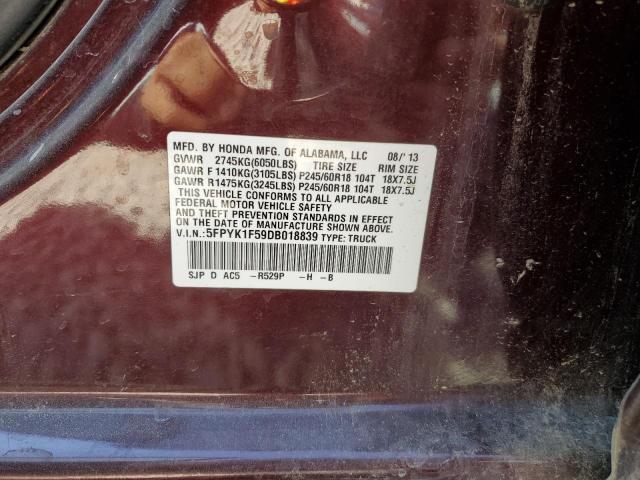 MFD. BY HONDA MFG. OF ALABAMA, LLC 08/'13
GVWR 2745KG(6050LBS) TIRE SIZE RIM SIZE
GAWR F 1410KG(3105LBS) P245/60R18 104T 18X7.5J
GAWR R1475KG(3245LBS) P245/60R18 104T 18X7.5J
THIS VEHICLE CONFORMS TO ALL APPLICABLE
FEDERAL MOTOR VEHICLE SAFETY
AND THEFT PREVENTION STANDARDS IN EFFECT
ON THE DATE OF MANUFACTURE SHOWN ABOVE.
V.I.N.:5FPYK1F59DB018839 TYPE:TRUCK
SJP D AC5 -R529P -H -B